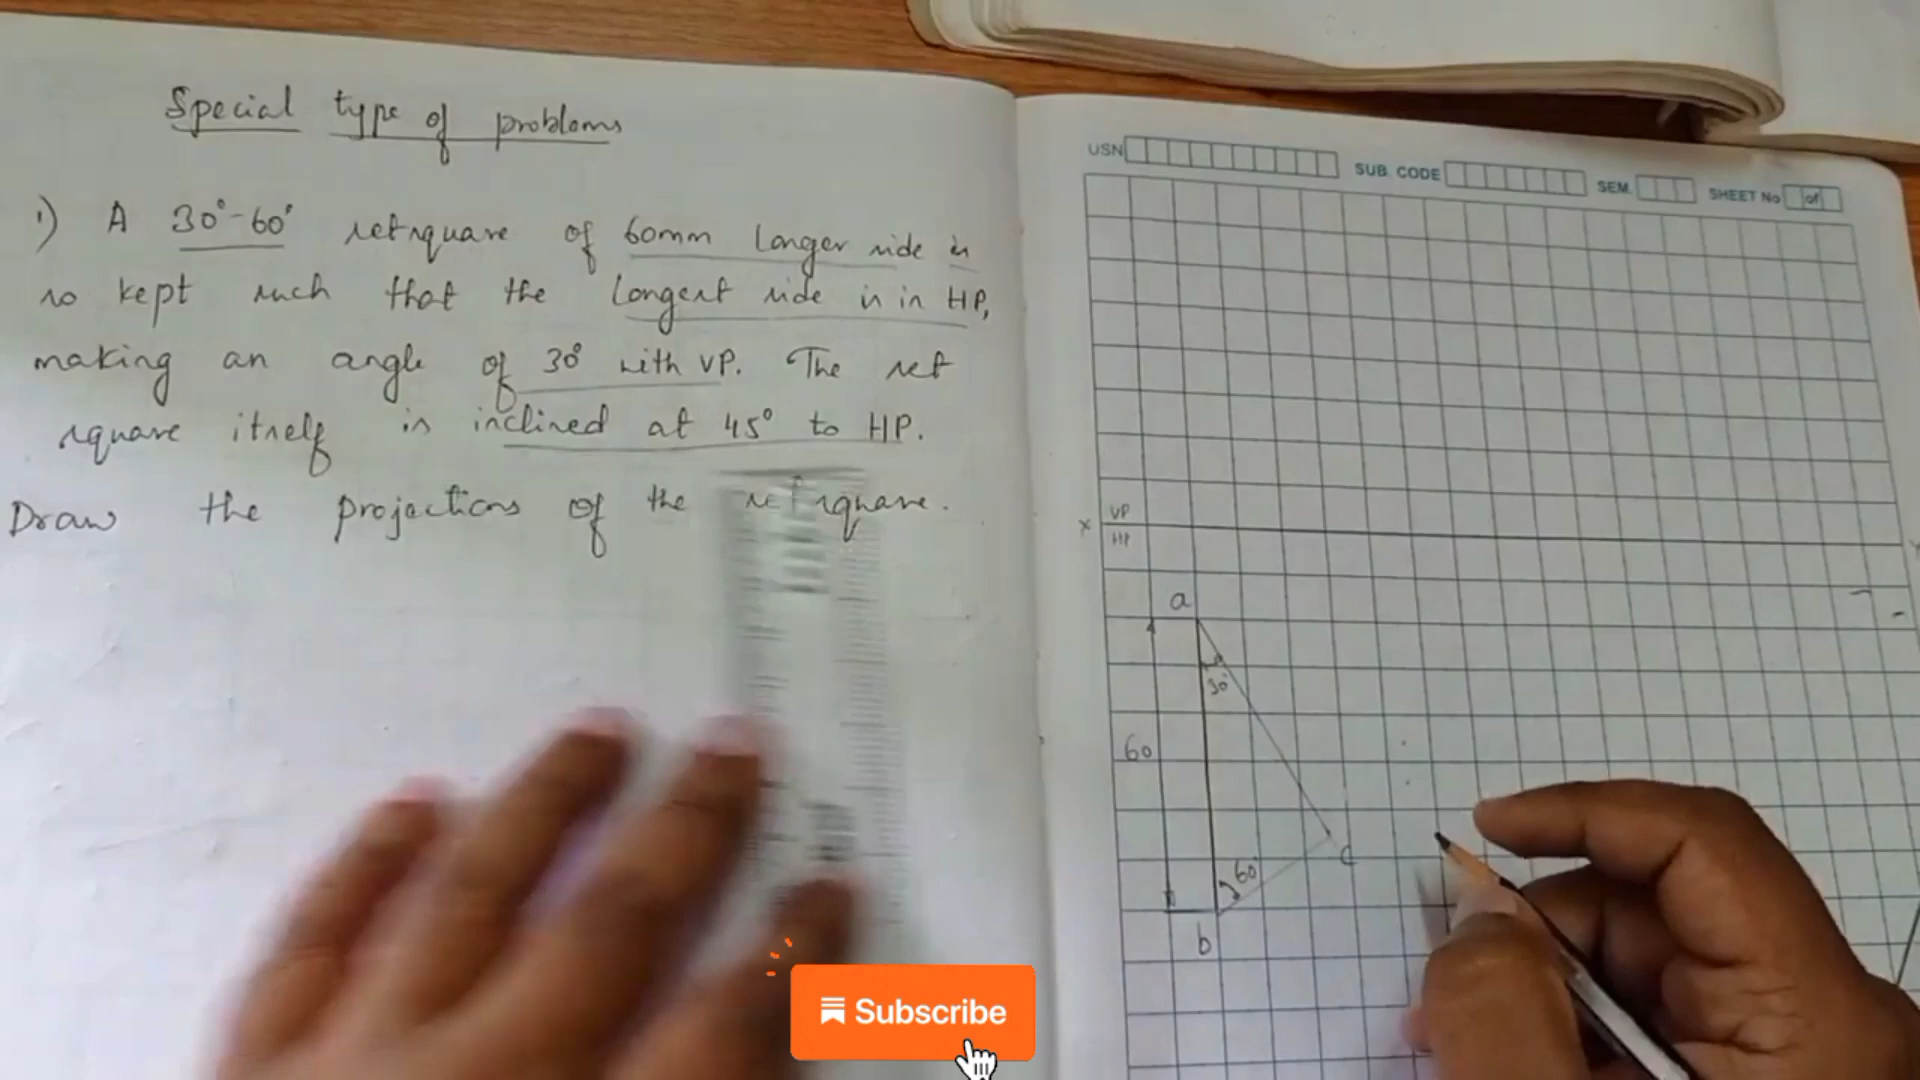 Special type of problems
1) A 30°-60° setsquare of 60mm longer side is
so kept such that the longest side is in HP,
making an angle of 30° with VP. The set
square itself is inclined at 45° to HP.
Draw the projections of the setsquare.
USN SUB. CODE SEM. SHEET No of
X VP
HP
a
30°
60
60°
c
b
Subscribe